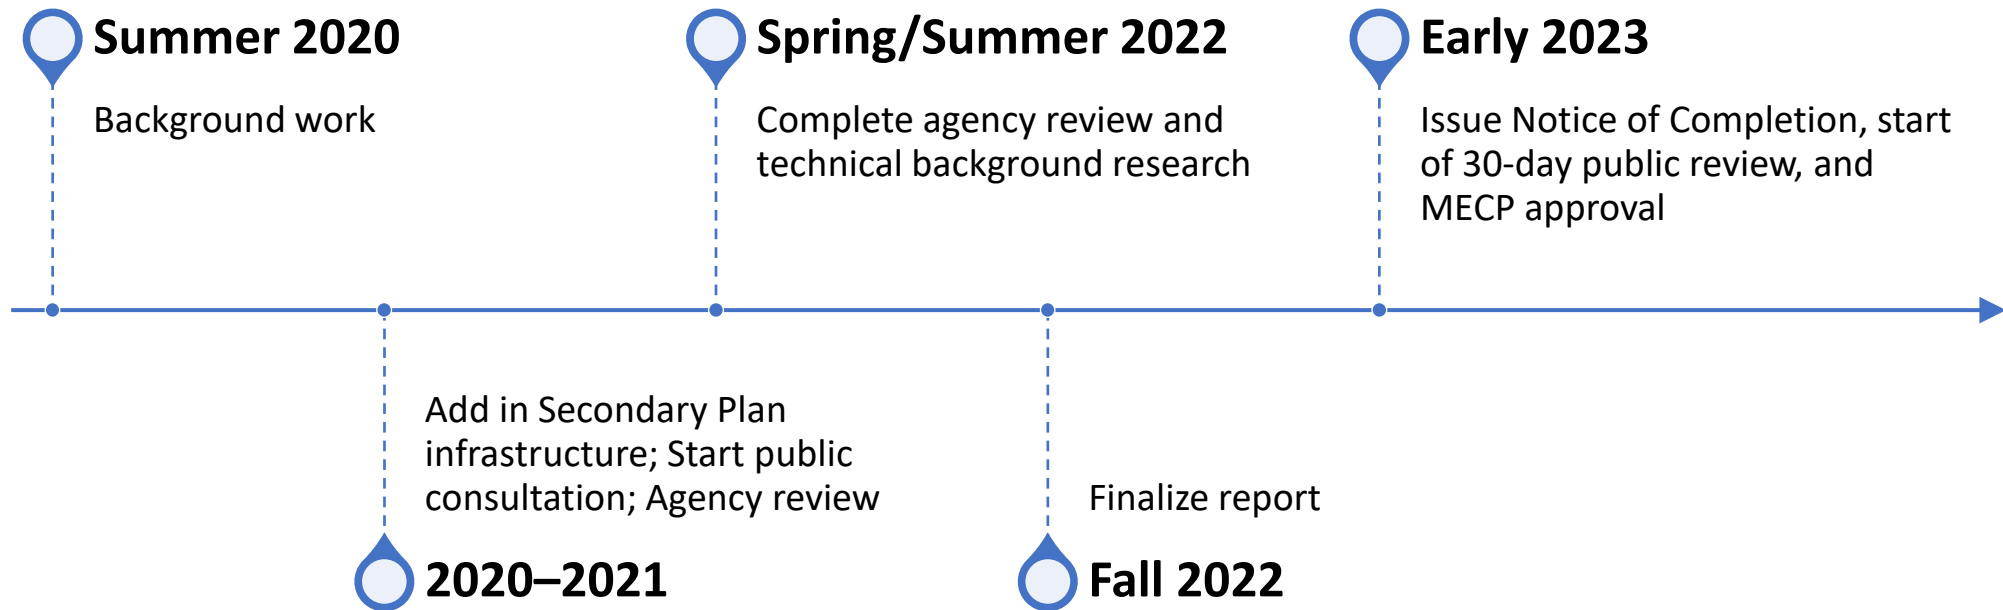 Summer 2020
Background work
Spring/Summer 2022
Complete agency review and
technical background research
Early 2023
Issue Notice of Completion, start
of 30-day public review, and
MECP approval
Add in Secondary Plan
infrastructure; Start public
consultation; Agency review
2020–2021
Finalize report
Fall 2022